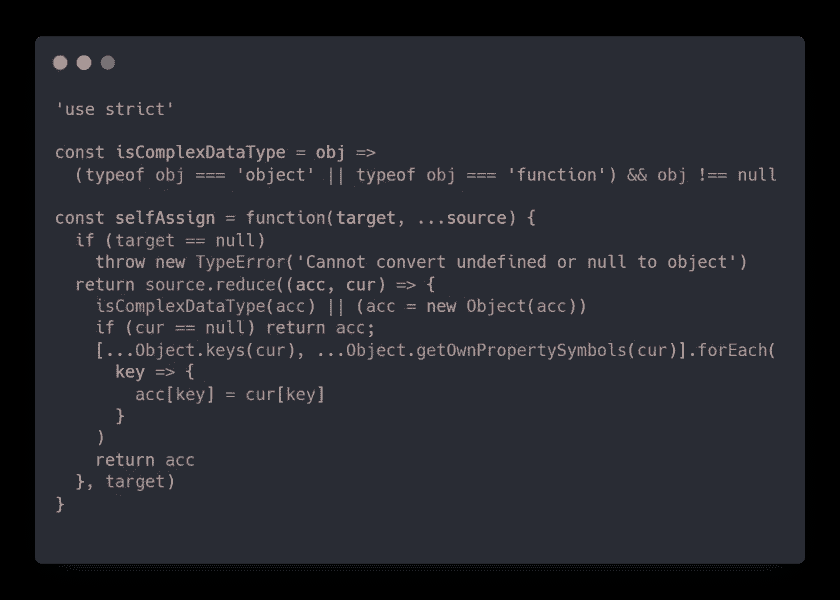 'use strict'
const isComplexDataType = obj =>
(typeof obj === 'object' || typeof obj === 'function') && obj !== null
const selfAssign = function(target, ...source) {
if (target == null)
throw new TypeError('Cannot convert undefined or null to object')
return source.reduce((acc, cur) => {
isComplexDataType(acc) || (acc = new Object(acc))
if (cur == null) return acc;
[...Object.keys(cur), ...Object.getOwnPropertySymbols(cur)].forEach(
key => {
acc[key] = cur[key]
}
)
return acc
}, target)
}